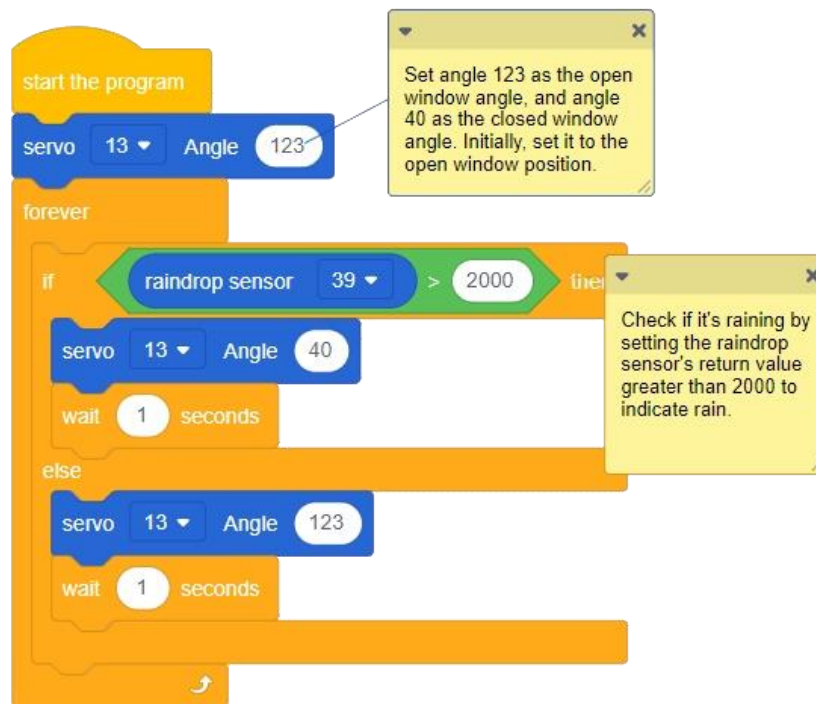 start the program
servo 13 Angle 123
Set angle 123 as the open
window angle, and angle
40 as the closed window
angle. Initially, set it to the
open window position.
forever
if raindrop sensor 39 > 2000 then
Check if it's raining by
setting the raindrop
sensor's return value
greater than 2000 to
indicate rain.
servo 13 Angle 40
wait 1 seconds
else
servo 13 Angle 123
wait 1 seconds